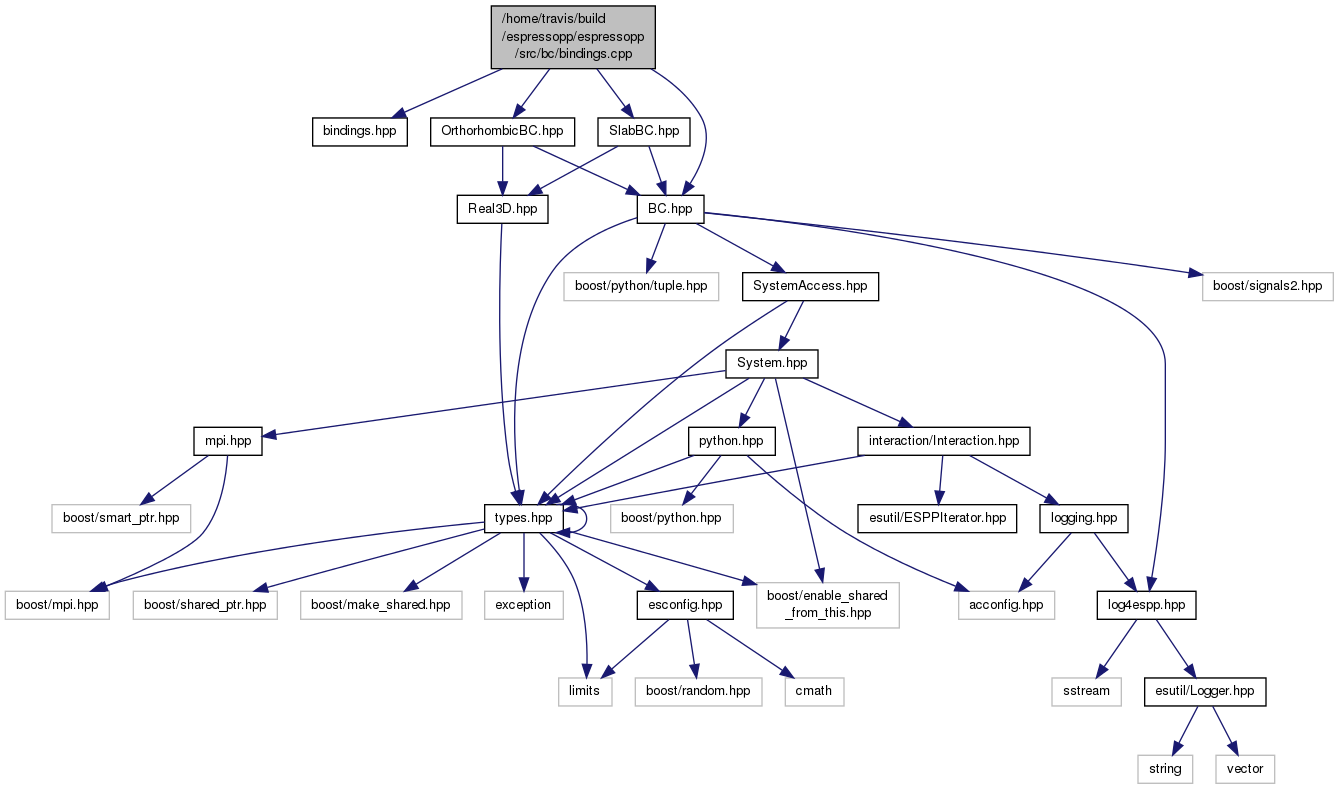 /home/travis/build
/espressopp/espressopp
/src/bc/bindings.cpp
bindings.hpp
OrthorhombicBC.hpp
SlabBC.hpp
Real3D.hpp
BC.hpp
boost/python/tuple.hpp
SystemAccess.hpp
boost/signals2.hpp
System.hpp
mpi.hpp
python.hpp
interaction/Interaction.hpp
boost/smart_ptr.hpp
types.hpp
boost/python.hpp
esutil/ESPPIterator.hpp
logging.hpp
boost/mpi.hpp
boost/shared_ptr.hpp
boost/make_shared.hpp
exception
esconfig.hpp
boost/enable_shared
_from_this.hpp
acconfig.hpp
log4espp.hpp
limits
boost/random.hpp
cmath
sstream
esutil/Logger.hpp
string
vector